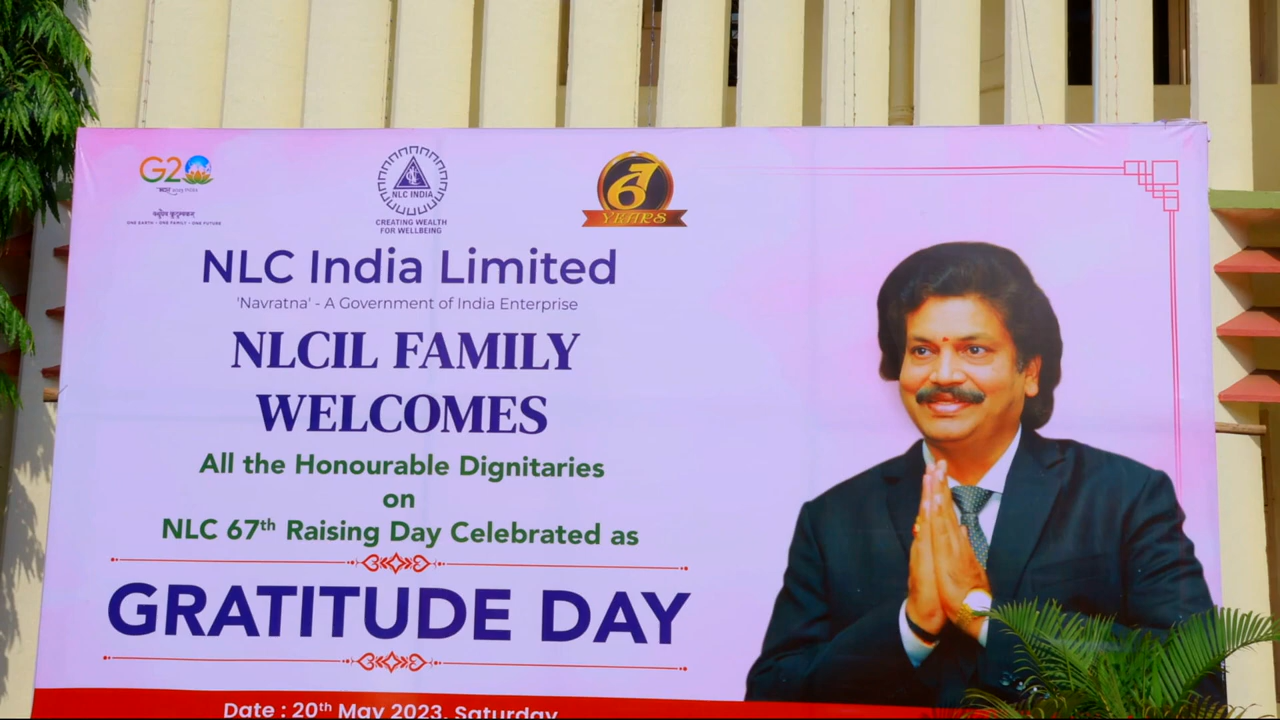 G20
वसुधैव कुटुम्बकम्
ONE EARTH • ONE FAMILY • ONE FUTURE
NLC INDIA
CREATING WEALTH
FOR WELLBEING
67
YEARS
NLC India Limited
'Navratna' - A Government of India Enterprise
NLCIL FAMILY
WELCOMES
All the Honourable Dignitaries
on
NLC 67th Raising Day Celebrated as
GRATITUDE DAY
Date : 20th May 2023, Saturday